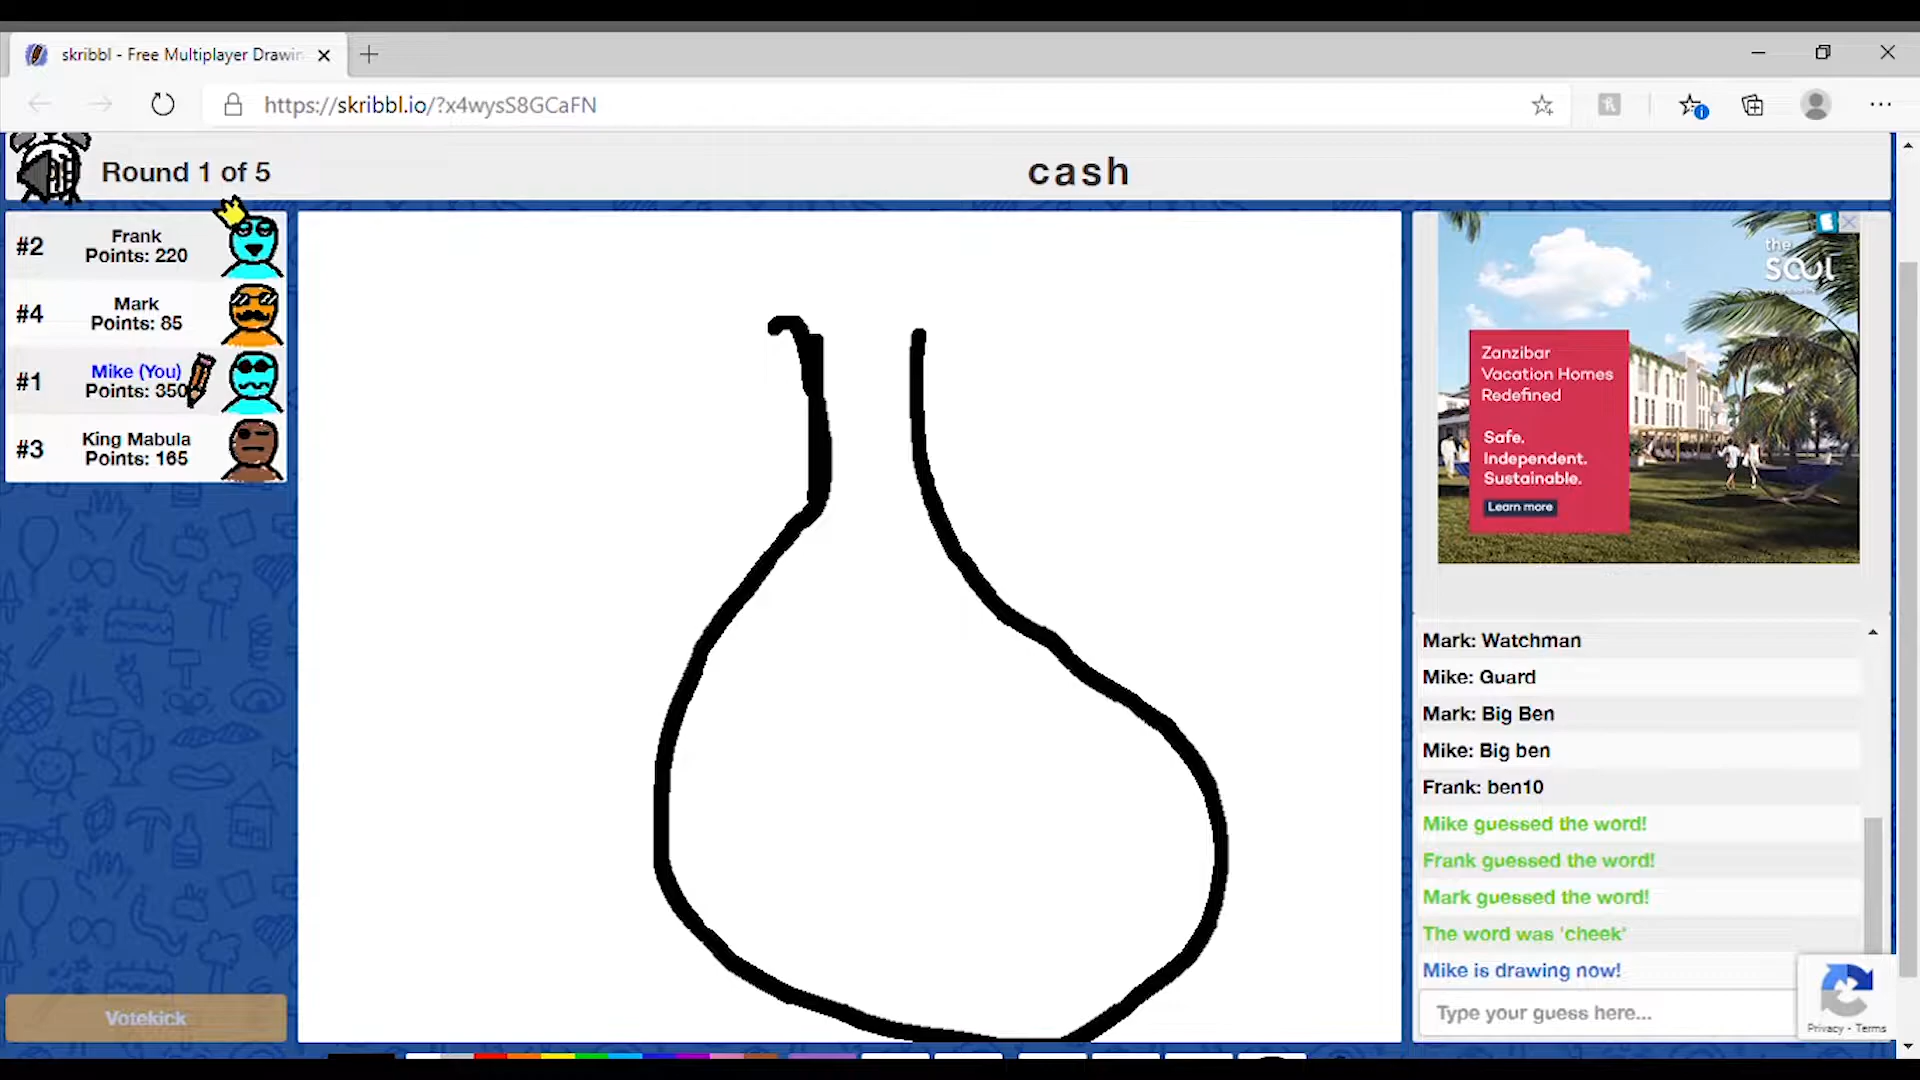 skribbl - Free Multiplayer Drawin
https://skribbl.io/?x4wysS8GCaFN
Round 1 of 5
cash
#2
Frank
Points: 220
#4
Mark
Points: 85
#1
Mike (You)
Points: 350
#3
King Mabula
Points: 165
Votekick
the
SOUL
Zanzibar
Vacation Homes
Redefined
Safe.
Independent.
Sustainable.
Learn more
Mark: Watchman
Mike: Guard
Mark: Big Ben
Mike: Big ben
Frank: ben10
Mike guessed the word!
Frank guessed the word!
Mark guessed the word!
The word was 'cheek'
Mike is drawing now!
Type your guess here...
Privacy - Terms